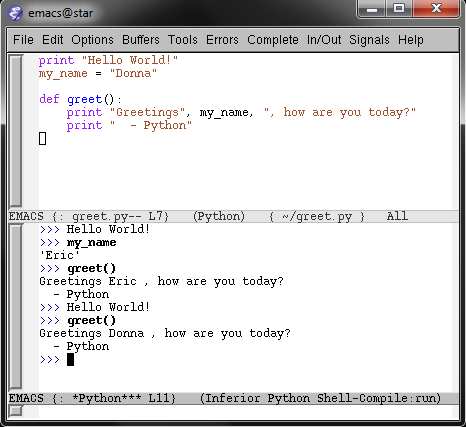 emacs@star
File Edit Options Buffers Tools Errors Complete In/Out Signals Help
print "Hello World!"
my_name = "Donna"
def greet():
    print "Greetings", my_name, ", how are you today?"
    print "  - Python"
EMACS {: greet.py-- L7}   (Python)   { ~/greet.py }   All
>>> Hello World!
>>> my_name
'Eric'
>>> greet()
Greetings Eric , how are you today?
  - Python
>>> Hello World!
>>> greet()
Greetings Donna , how are you today?
  - Python
>>>
EMACS {: *Python*** L11}   (Inferior Python Shell-Compile:run)